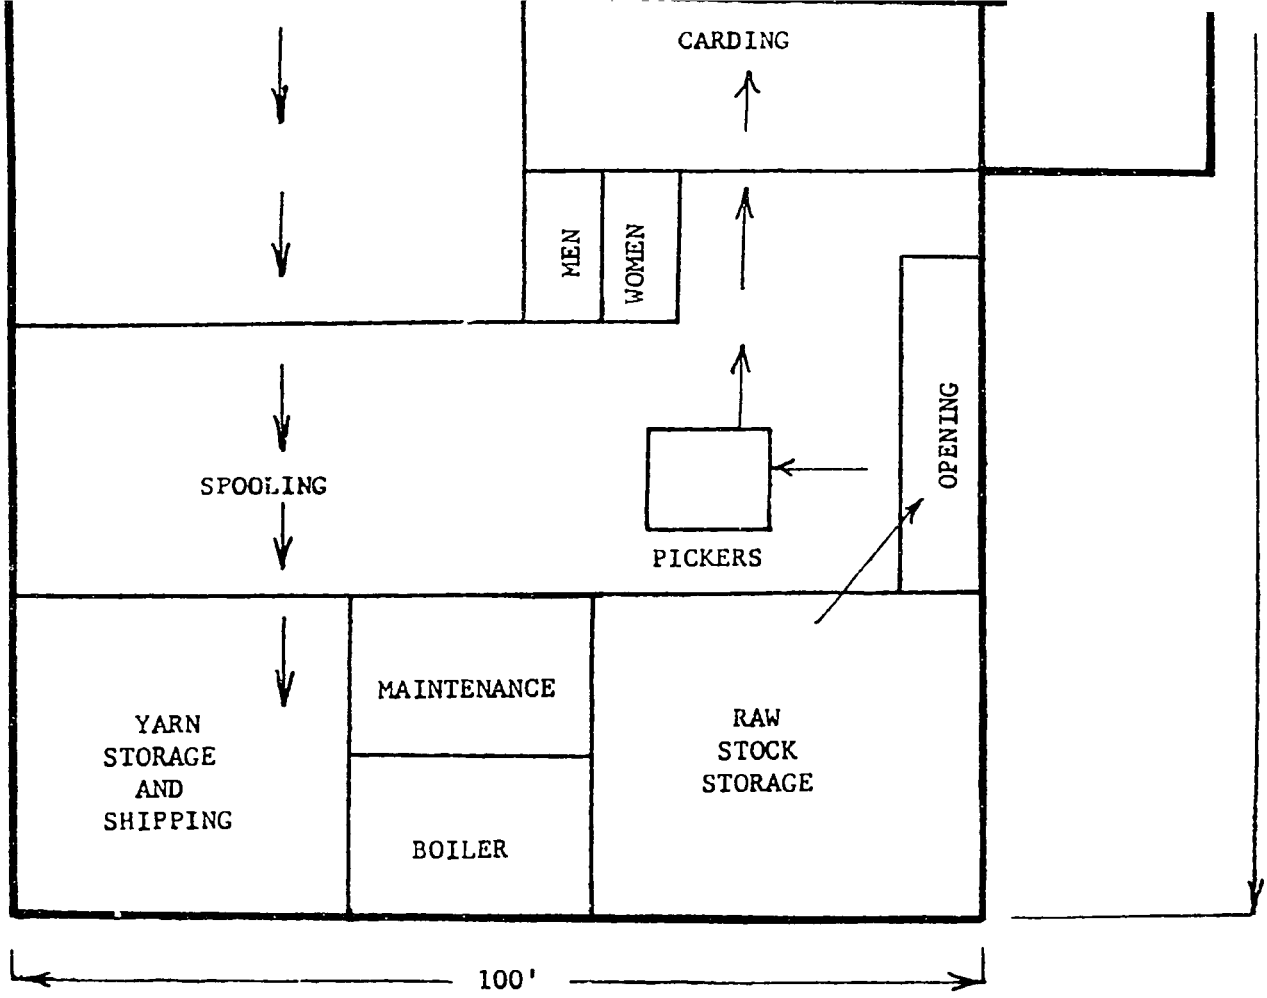 CARDING
MEN
WOMEN
OPENING
SPOOLING
PICKERS
MAINTENANCE
YARN
STORAGE
AND
SHIPPING
RAW
STOCK
STORAGE
BOILER
100'